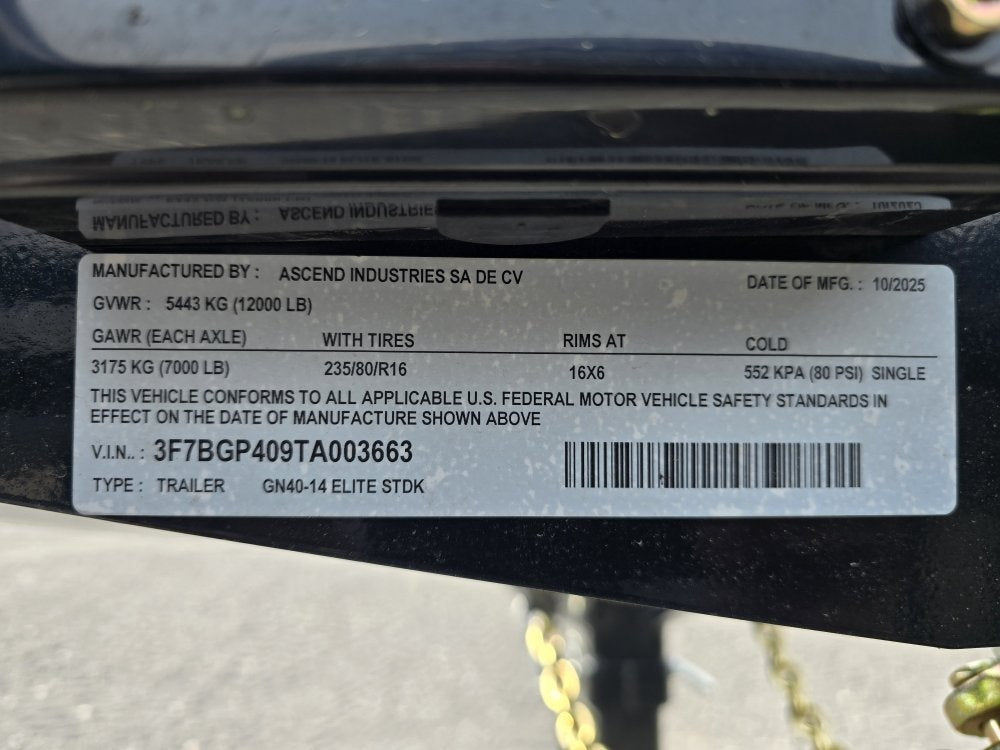 MANUFACTURED BY : ASCEND INDUSTRIES SA DE CV DATE OF MFG. : 10/2025
GVWR : 5443 KG (12000 LB)
GAWR (EACH AXLE) WITH TIRES RIMS AT COLD
3175 KG (7000 LB) 235/80/R16 16X6 552 KPA (80 PSI) SINGLE
THIS VEHICLE CONFORMS TO ALL APPLICABLE U.S. FEDERAL MOTOR VEHICLE SAFETY STANDARDS IN
EFFECT ON THE DATE OF MANUFACTURE SHOWN ABOVE
V.I.N.. : 3F7BGP409TA003663
TYPE : TRAILER GN40-14 ELITE STDK